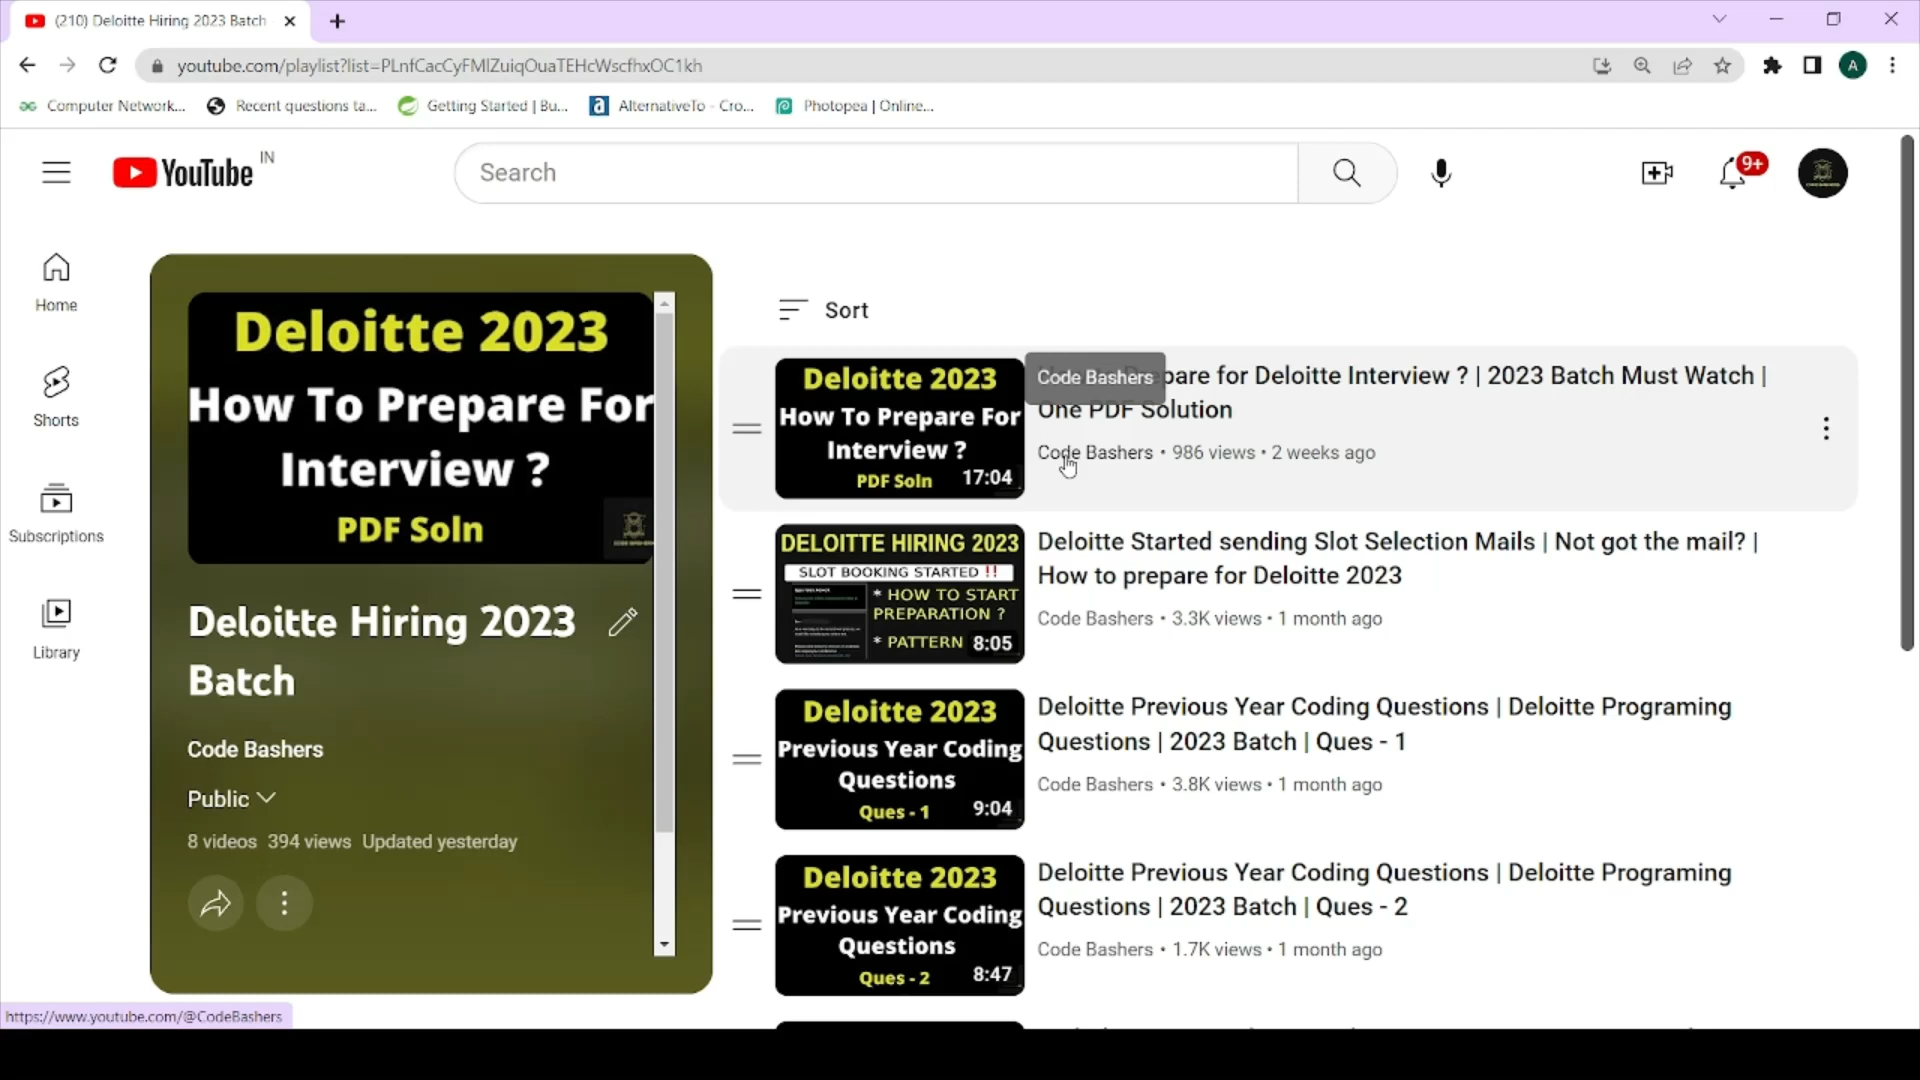 (210) Deloitte Hiring 2023 Batch
youtube.com/playlist?list=PLnfCacCyFMlZuiqOuaTEHcWscfhxOC1kh
A
Computer Network...
Recent questions ta...
Getting Started | Bu...
AlternativeTo - Cro...
Photopea | Online...
YouTube IN
Search
9+
Home
Shorts
Subscriptions
Library
Deloitte 2023
How To Prepare For
Interview ?
PDF Soln
Deloitte Hiring 2023
Batch
Code Bashers
Public
8 videos 394 views Updated yesterday
Sort
Deloitte 2023
How To Prepare For
Interview ?
PDF Soln 17:04
Code Bashers
pare for Deloitte Interview ? | 2023 Batch Must Watch |
One PDF Solution
Code Bashers • 986 views • 2 weeks ago
DELOITTE HIRING 2023
SLOT BOOKING STARTED !!
* HOW TO START
PREPARATION ?
* PATTERN 8:05
Deloitte Started sending Slot Selection Mails | Not got the mail? |
How to prepare for Deloitte 2023
Code Bashers • 3.3K views • 1 month ago
Deloitte 2023
Previous Year Coding
Questions
Ques - 1 9:04
Deloitte Previous Year Coding Questions | Deloitte Programing
Questions | 2023 Batch | Ques - 1
Code Bashers • 3.8K views • 1 month ago
Deloitte 2023
Previous Year Coding
Questions
Ques - 2 8:47
Deloitte Previous Year Coding Questions | Deloitte Programing
Questions | 2023 Batch | Ques - 2
Code Bashers • 1.7K views • 1 month ago
https://www.youtube.com/@CodeBashers